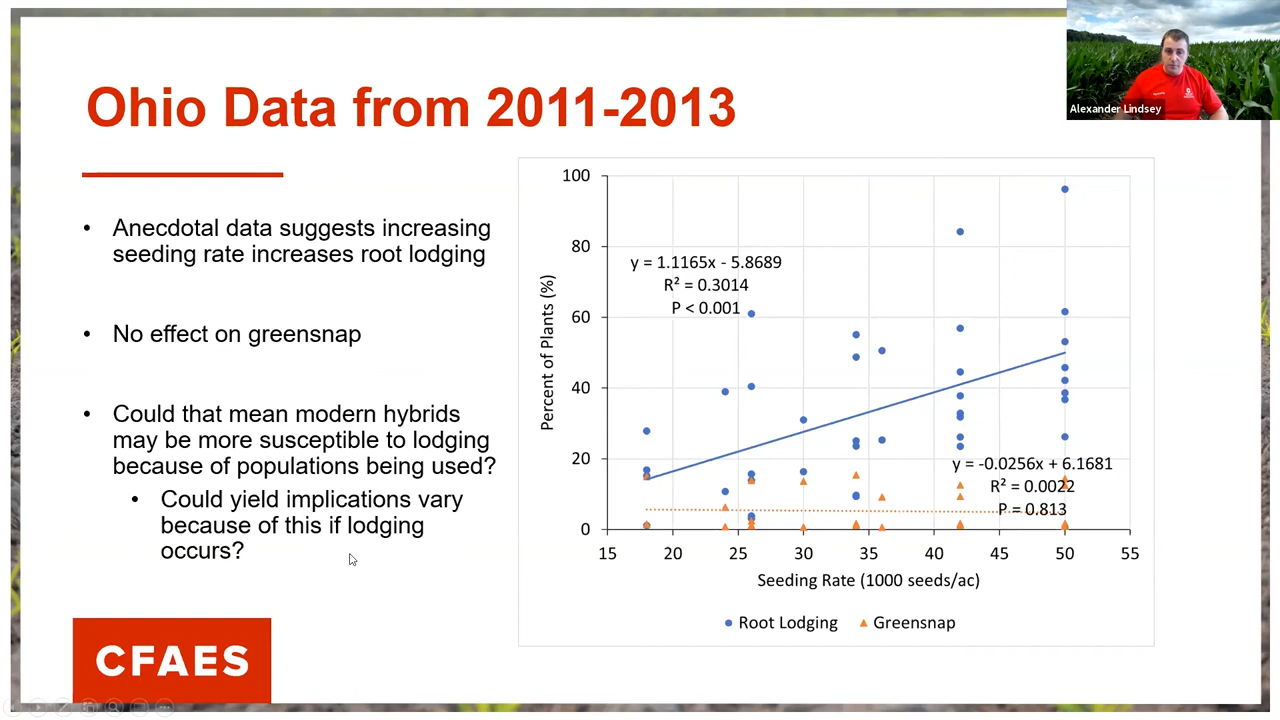 Alexander Lindsey
Ohio Data from 2011-2013
• Anecdotal data suggests increasing
seeding rate increases root lodging
• No effect on greensnap
• Could that mean modern hybrids
may be more susceptible to lodging
because of populations being used?
• Could yield implications vary
because of this if lodging
occurs?
CFAES
Percent of Plants (%)
100
80
60
40
20
0
y = 1.1165x - 5.8689
R² = 0.3014
P < 0.001
y = -0.0256x + 6.1681
R² = 0.0022
P = 0.813
15 20 25 30 35 40 45 50 55
Seeding Rate (1000 seeds/ac)
Root Lodging Greensnap